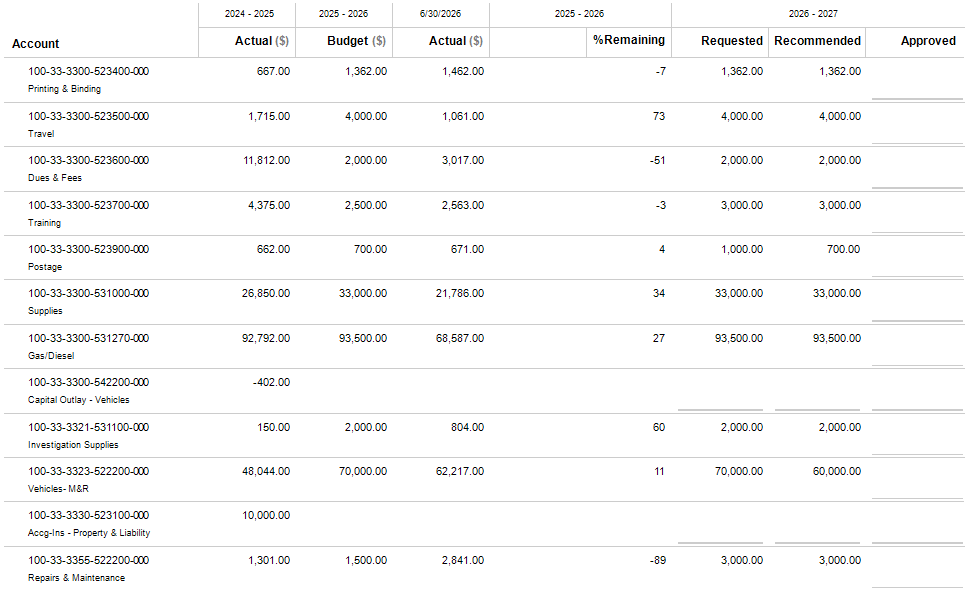 2024 - 2025 2025 - 2026 6/30/2026 2025 - 2026 2026 - 2027
Account Actual ($) Budget ($) Actual ($) %Remaining Requested Recommended Approved
100-33-3300-523400-000 667.00 1,362.00 1,462.00 -7 1,362.00 1,362.00
Printing & Binding
100-33-3300-523500-000 1,715.00 4,000.00 1,061.00 73 4,000.00 4,000.00
Travel
100-33-3300-523600-000 11,812.00 2,000.00 3,017.00 -51 2,000.00 2,000.00
Dues & Fees
100-33-3300-523700-000 4,375.00 2,500.00 2,563.00 -3 3,000.00 3,000.00
Training
100-33-3300-523900-000 662.00 700.00 671.00 4 1,000.00 700.00
Postage
100-33-3300-531000-000 26,850.00 33,000.00 21,786.00 34 33,000.00 33,000.00
Supplies
100-33-3300-531270-000 92,792.00 93,500.00 68,587.00 27 93,500.00 93,500.00
Gas/Diesel
100-33-3300-542200-000 -402.00
Capital Outlay - Vehicles
100-33-3321-531100-000 150.00 2,000.00 804.00 60 2,000.00 2,000.00
Investigation Supplies
100-33-3323-522200-000 48,044.00 70,000.00 62,217.00 11 70,000.00 60,000.00
Vehicles- M&R
100-33-3330-523100-000 10,000.00
Accg-Ins - Property & Liability
100-33-3355-522200-000 1,301.00 1,500.00 2,841.00 -89 3,000.00 3,000.00
Repairs & Maintenance